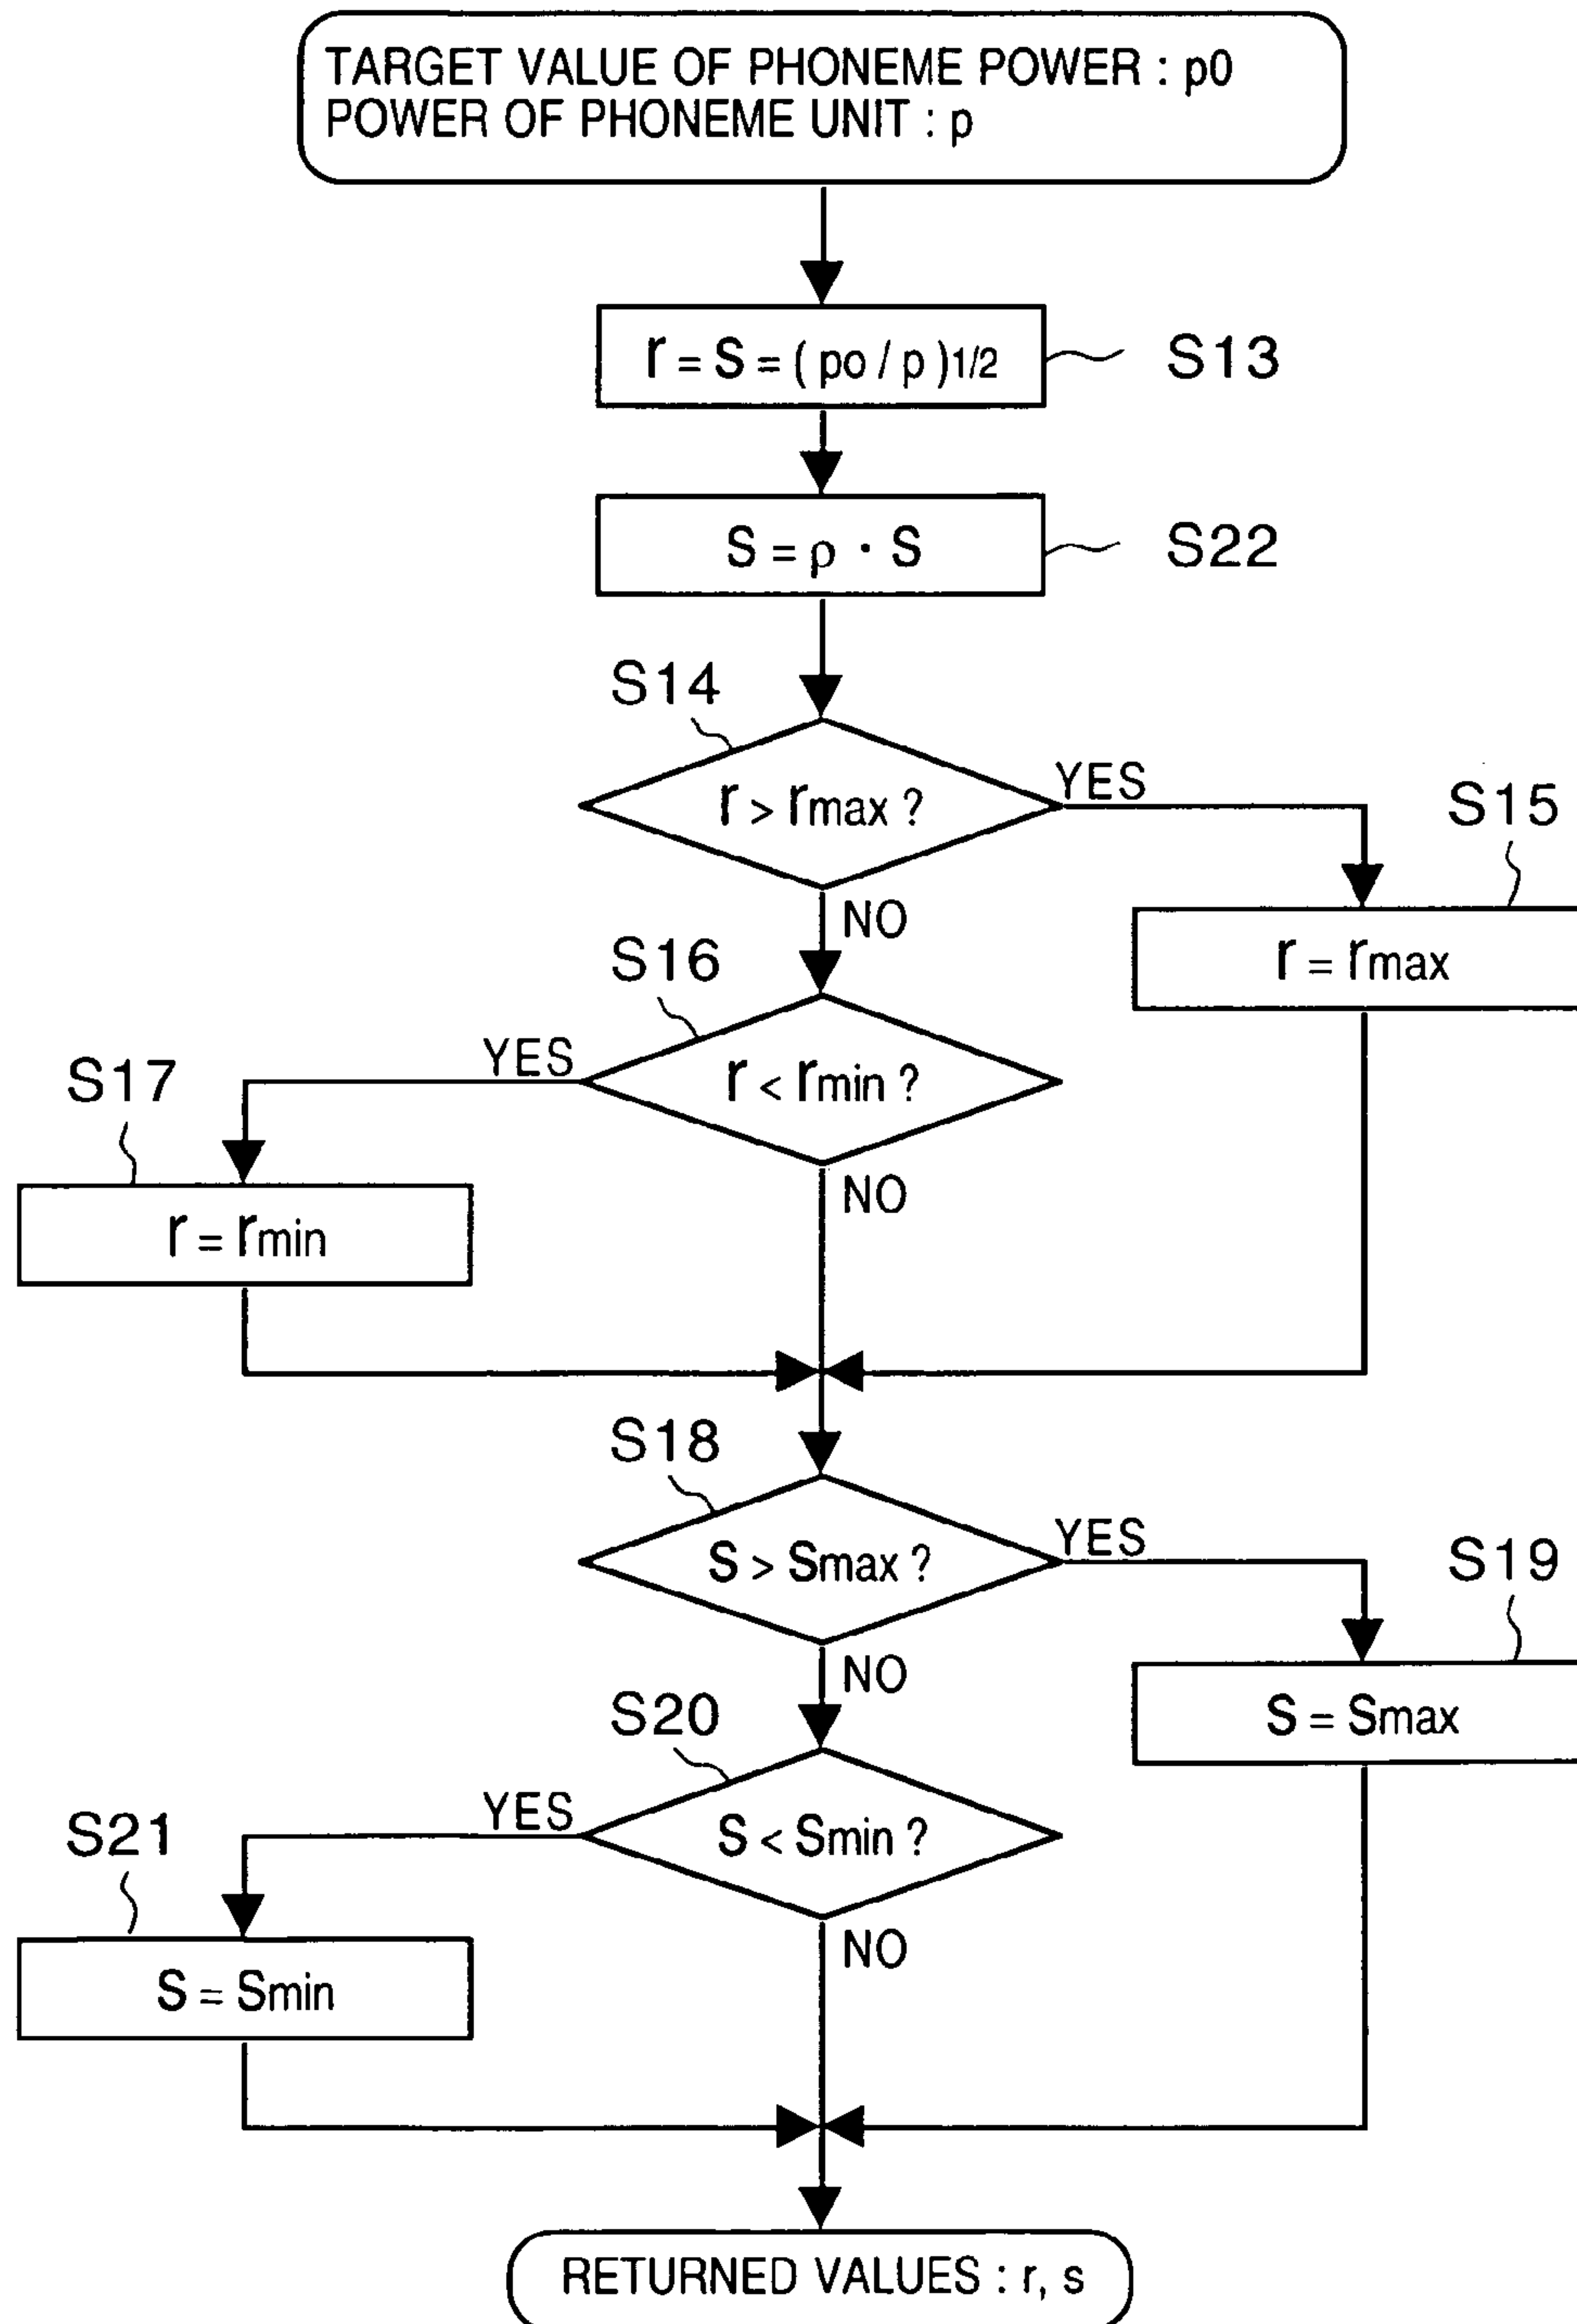 TARGET VALUE OF PHONEME POWER : p0
POWER OF PHONEME UNIT : p
r = s = ( po / p )1/2
S13
s = ρ · s
S22
S14
r > rmax ?
YES
S15
NO
r = rmax
S16
YES
r < rmin ?
S17
NO
r = rmin
S18
s > smax ?
YES
S19
NO
s = smax
S20
YES
s < smin ?
S21
NO
s = smin
RETURNED VALUES : r, s